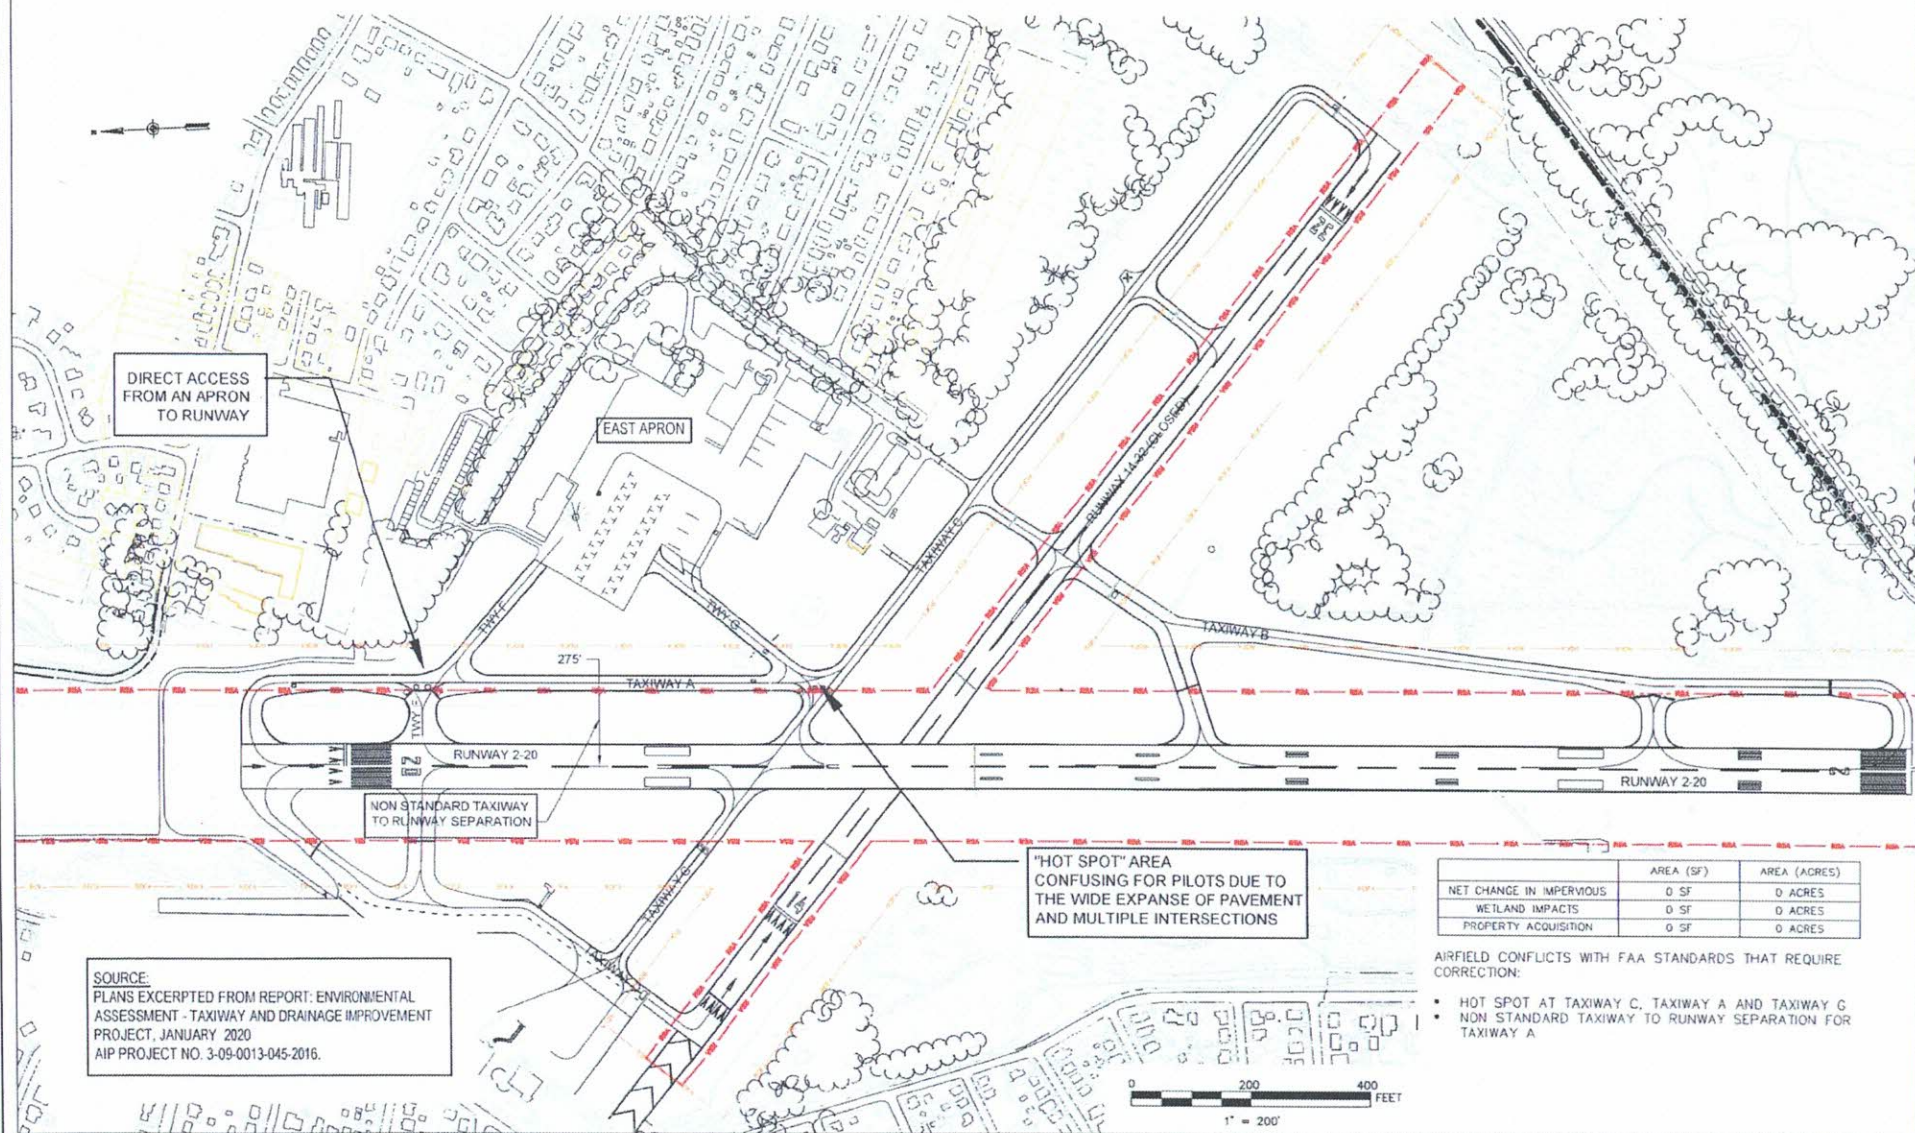 DIRECT ACCESS
FROM AN APRON
TO RUNWAY
EAST APRON
TWY F
TWY G
TAXIWAY C
RUNWAY 14-32 (CLOSED)
TAXIWAY B
275'
TAXIWAY A
TWY F
RUNWAY 2-20
20
RUNWAY 2-20
2
NON STANDARD TAXIWAY
TO RUNWAY SEPARATION
TAXIWAY C
14
"HOT SPOT" AREA
CONFUSING FOR PILOTS DUE TO
THE WIDE EXPANSE OF PAVEMENT
AND MULTIPLE INTERSECTIONS
AREA (SF) AREA (ACRES)
NET CHANGE IN IMPERVIOUS 0 SF 0 ACRES
WETLAND IMPACTS 0 SF 0 ACRES
PROPERTY ACQUISITION 0 SF 0 ACRES
AIRFIELD CONFLICTS WITH FAA STANDARDS THAT REQUIRE
CORRECTION:
• HOT SPOT AT TAXIWAY C, TAXIWAY A AND TAXIWAY G
• NON STANDARD TAXIWAY TO RUNWAY SEPARATION FOR
TAXIWAY A
SOURCE:
PLANS EXCERPTED FROM REPORT: ENVIRONMENTAL
ASSESSMENT - TAXIWAY AND DRAINAGE IMPROVEMENT
PROJECT, JANUARY 2020
AIP PROJECT NO. 3-09-0013-045-2016.
0 200 400
FEET
1" = 200'